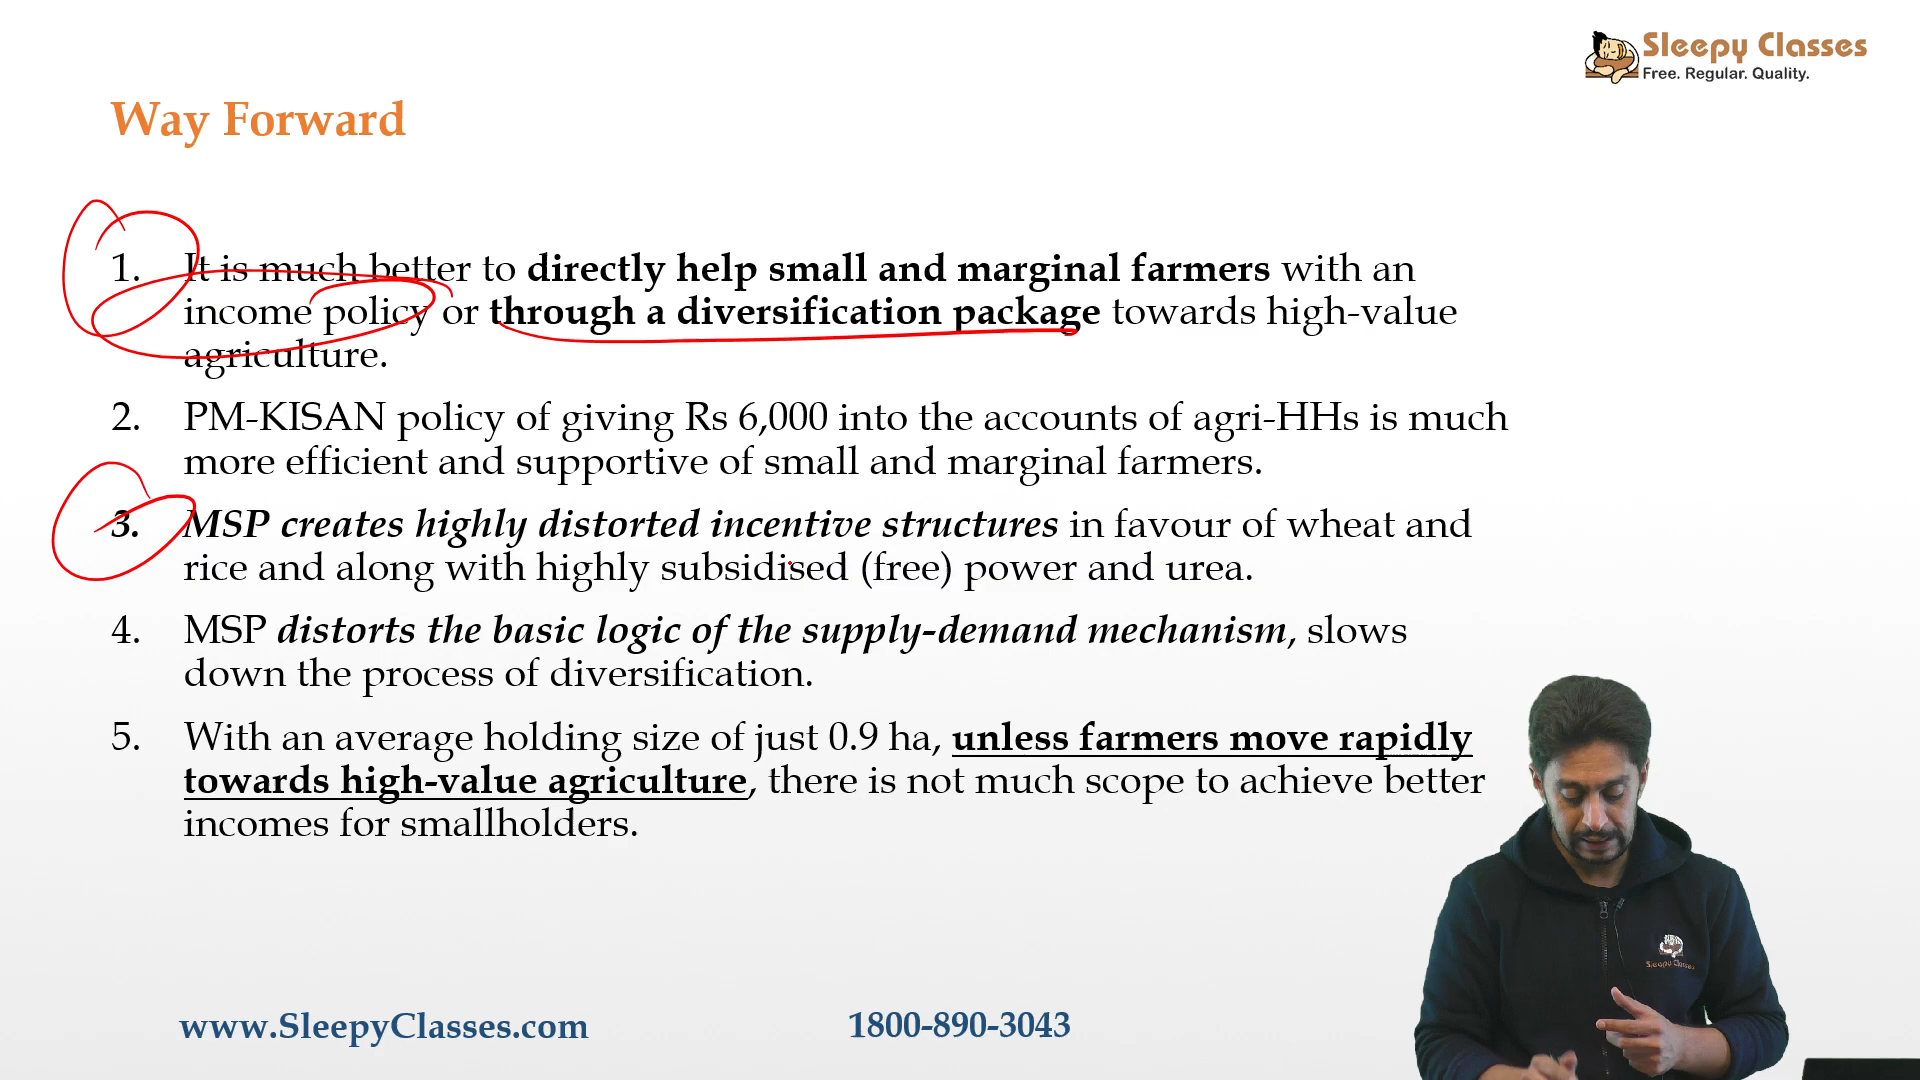 Sleepy Classes
Free. Regular. Quality.
Way Forward
1. It is much better to directly help small and marginal farmers with an
income policy or through a diversification package towards high-value
agriculture.
2. PM-KISAN policy of giving Rs 6,000 into the accounts of agri-HHs is much
more efficient and supportive of small and marginal farmers.
3. MSP creates highly distorted incentive structures in favour of wheat and
rice and along with highly subsidised (free) power and urea.
4. MSP distorts the basic logic of the supply-demand mechanism, slows
down the process of diversification.
5. With an average holding size of just 0.9 ha, unless farmers move rapidly
towards high-value agriculture, there is not much scope to achieve better
incomes for smallholders.
Sleepy Classes
www.SleepyClasses.com
1800-890-3043